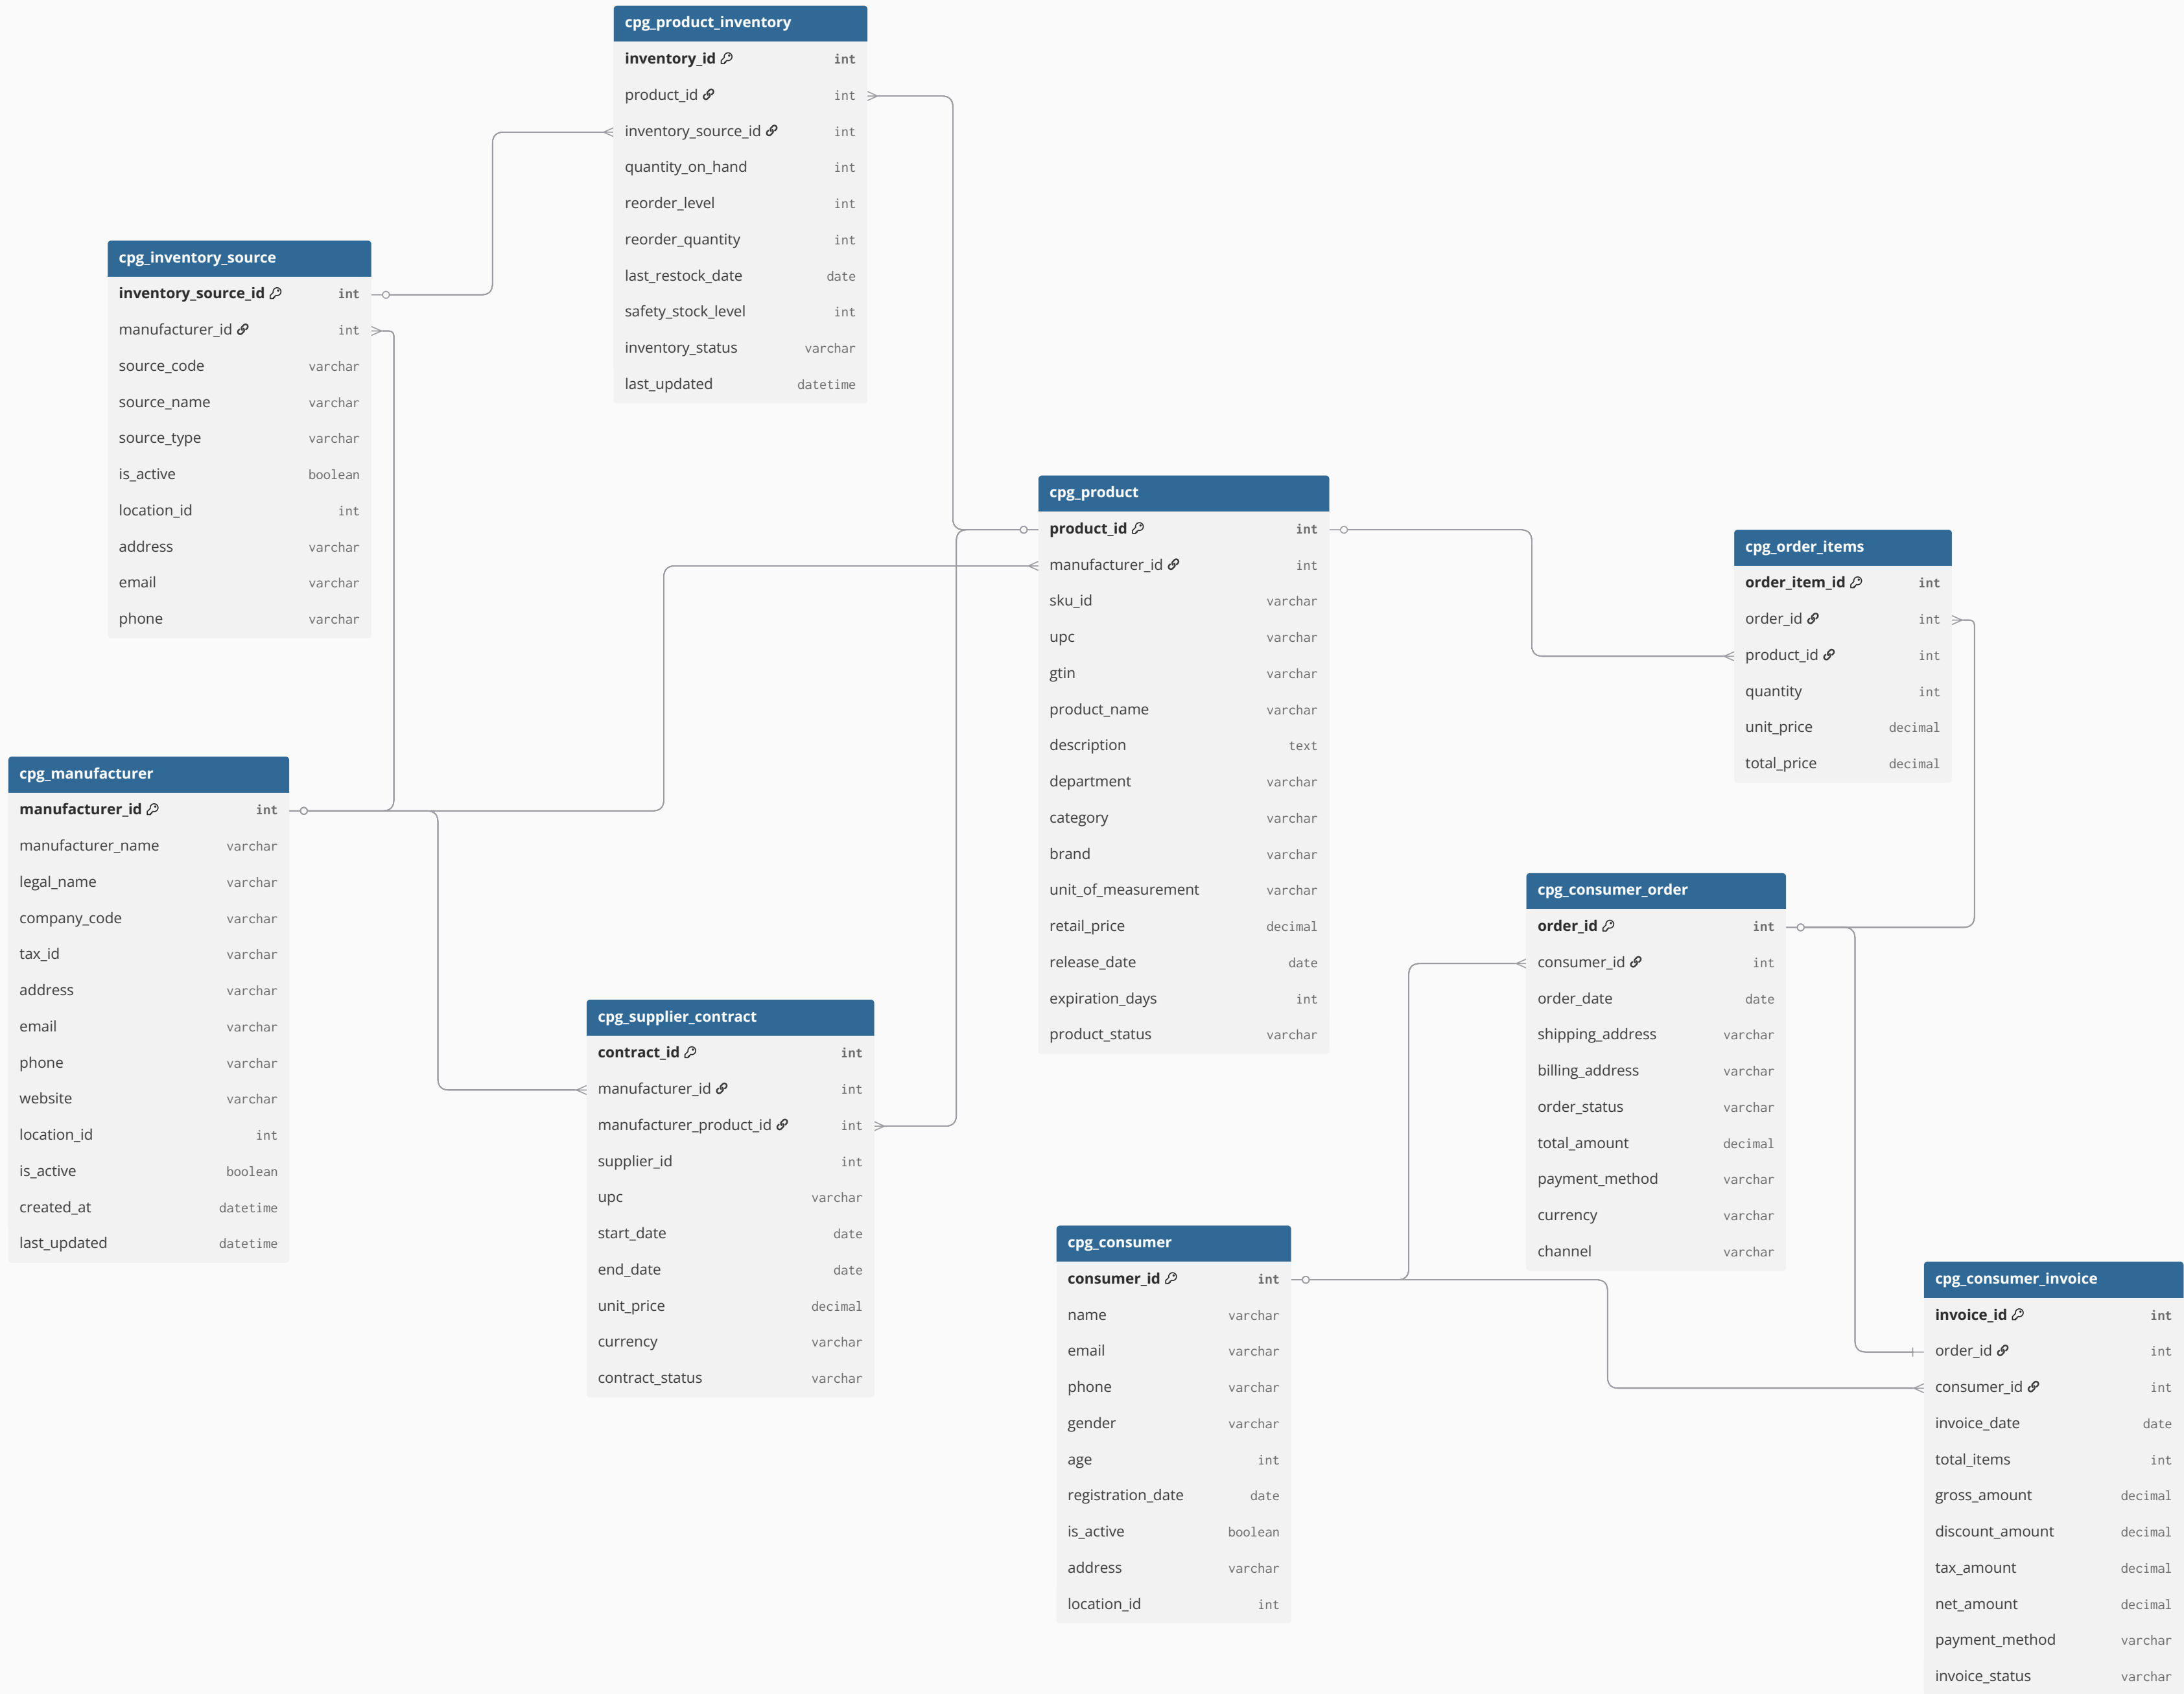 cpg_product_inventory
inventory_id int
product_id int
inventory_source_id int
quantity_on_hand int
reorder_level int
reorder_quantity int
last_restock_date date
safety_stock_level int
inventory_status varchar
last_updated datetime
cpg_inventory_source
inventory_source_id int
manufacturer_id int
source_code varchar
source_name varchar
source_type varchar
is_active boolean
location_id int
address varchar
email varchar
phone varchar
cpg_product
product_id int
manufacturer_id int
sku_id varchar
upc varchar
gtin varchar
product_name varchar
description text
department varchar
category varchar
brand varchar
unit_of_measurement varchar
retail_price decimal
release_date date
expiration_days int
product_status varchar
cpg_order_items
order_item_id int
order_id int
product_id int
quantity int
unit_price decimal
total_price decimal
cpg_manufacturer
manufacturer_id int
manufacturer_name varchar
legal_name varchar
company_code varchar
tax_id varchar
address varchar
email varchar
phone varchar
website varchar
location_id int
is_active boolean
created_at datetime
last_updated datetime
cpg_supplier_contract
contract_id int
manufacturer_id int
manufacturer_product_id int
supplier_id int
upc varchar
start_date date
end_date date
unit_price decimal
currency varchar
contract_status varchar
cpg_consumer_order
order_id int
consumer_id int
order_date date
shipping_address varchar
billing_address varchar
order_status varchar
total_amount decimal
payment_method varchar
currency varchar
channel varchar
cpg_consumer
consumer_id int
name varchar
email varchar
phone varchar
gender varchar
age int
registration_date date
is_active boolean
address varchar
location_id int
cpg_consumer_invoice
invoice_id int
order_id int
consumer_id int
invoice_date date
total_items int
gross_amount decimal
discount_amount decimal
tax_amount decimal
net_amount decimal
payment_method varchar
invoice_status varchar